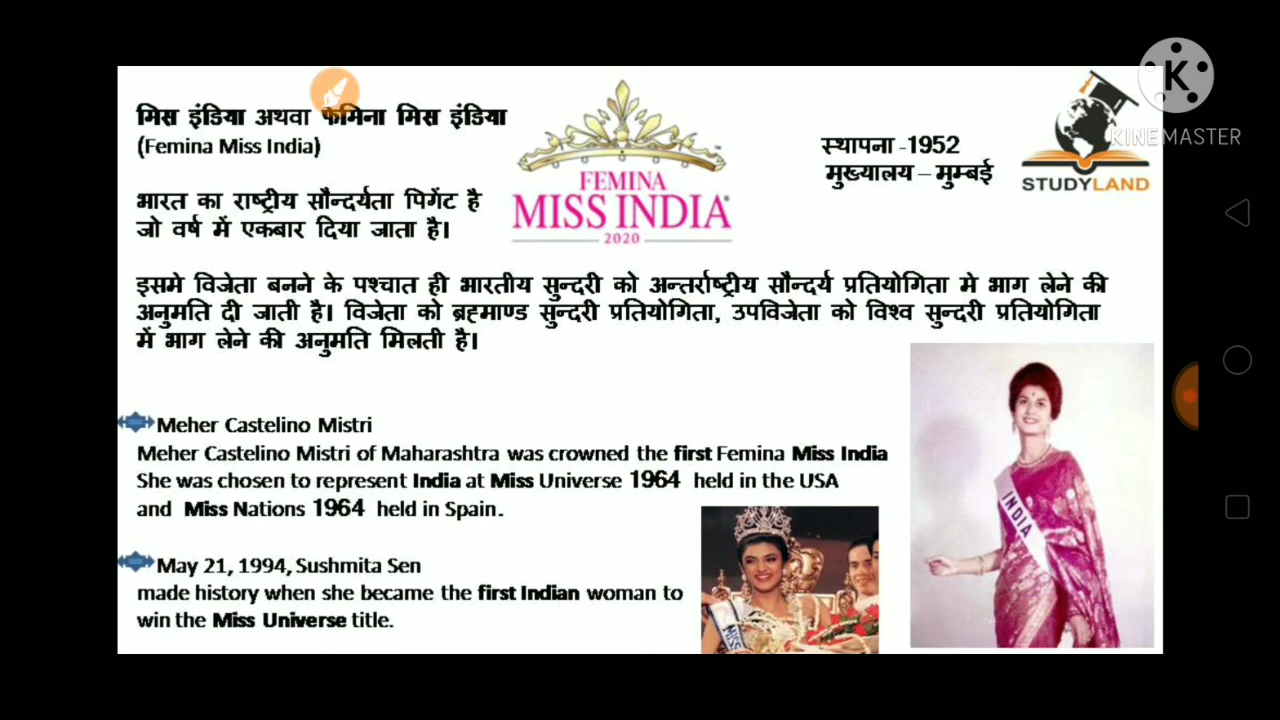 मिस इंडिया अथवा फेमिना मिस इंडिया
(Femina Miss India)
भारत का राष्ट्रीय सौन्दर्यता पिगेंट है
जो वर्ष में एकबार दिया जाता है।
FEMINA
MISS INDIA
2020
स्थापना -1952
मुख्यालय – मुम्बई
STUDYLAND
K
KINEMASTER
इसमे विजेता बनने के पश्चात ही भारतीय सुन्दरी को अन्तर्राष्ट्रीय सौन्दर्य प्रतियोगिता मे भाग लेने की
अनुमति दी जाती है। विजेता को ब्रह्माण्ड सुन्दरी प्रतियोगिता, उपविजेता को विश्व सुन्दरी प्रतियोगिता
में भाग लेने की अनुमति मिलती है।
Meher Castelino Mistri
Meher Castelino Mistri of Maharashtra was crowned the first Femina Miss India
She was chosen to represent India at Miss Universe 1964 held in the USA
and Miss Nations 1964 held in Spain.
May 21, 1994, Sushmita Sen
made history when she became the first Indian woman to
win the Miss Universe title.
MISS
INDIA